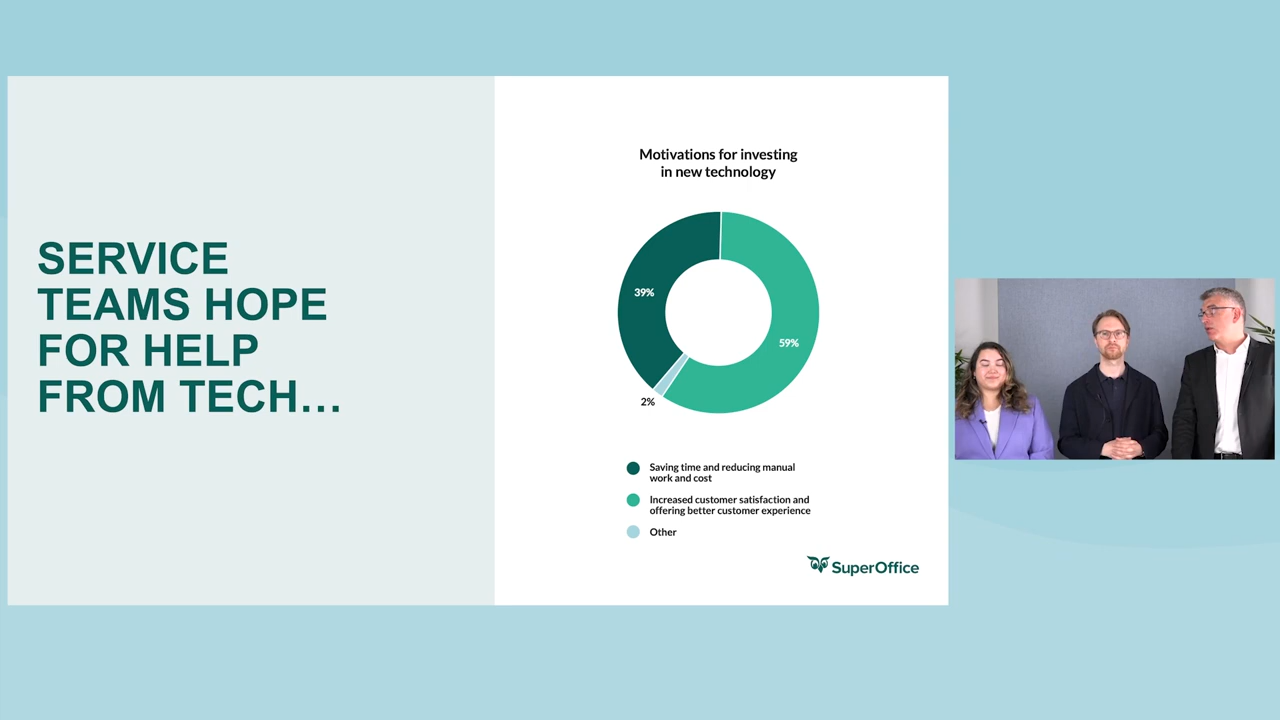 SERVICE
TEAMS HOPE
FOR HELP
FROM TECH…
Motivations for investing
in new technology
39%
59%
2%
Saving time and reducing manual
work and cost
Increased customer satisfaction and
offering better customer experience
Other
SuperOffice